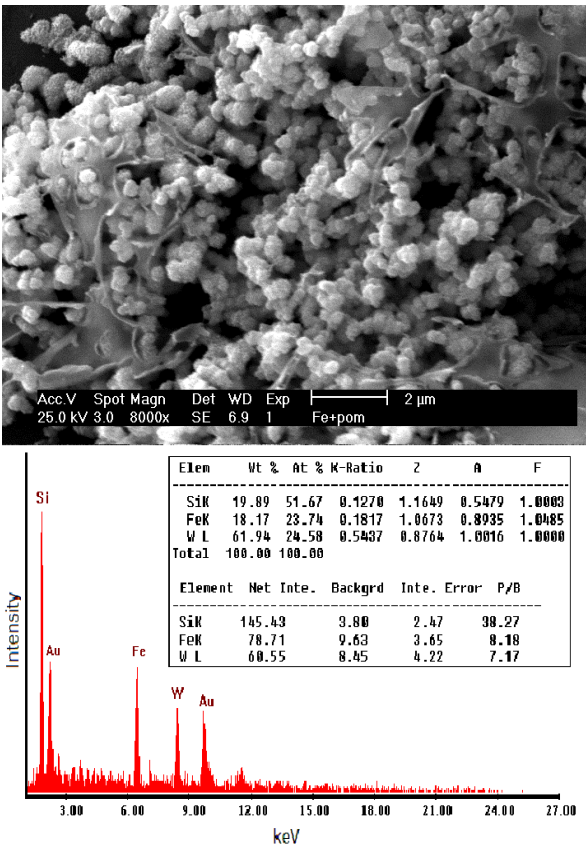 Acc.V Spot Magn Det WD Exp 2 µm
25.0 kV 3.0 8000x SE 6.9 1 Fe+pom
Elem Wt % At % K-Ratio Z A F
SiK 19.89 51.67 0.1270 1.1649 0.5479 1.0003
FeK 18.17 23.74 0.1817 1.0673 0.8935 1.0485
W L 61.94 24.58 0.5437 0.8764 1.0016 1.0000
Total 100.00 100.00
Element Net Inte. Backgrd Inte. Error P/B
SiK 145.43 3.80 2.47 38.27
FeK 78.71 9.63 3.65 8.18
W L 60.55 8.45 4.22 7.17
Si
Au
Fe
W
Au
Intensity
3.00 6.00 9.00 12.00 15.00 18.00 21.00 24.00 27.00
keV